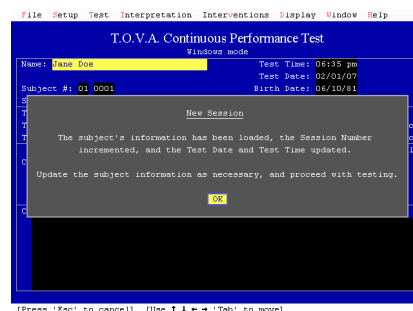 File Setup Test Interpretation Interventions Display Window Help
T.O.V.A. Continuous Performance Test
Windows mode
Name: Jane Doe Test Time: 06:35 pm
Test Date: 02/01/07
Subject #: 01 0001 Birth Date: 06/10/81
New Session
The subject's information has been loaded, the Session Number
incremented, and the Test Date and Test Time updated.
Update the subject information as necessary, and proceed with testing.
OK
[Press 'Esc' to cancel] [Use ↑ ↓ ← → 'Tab' to move]